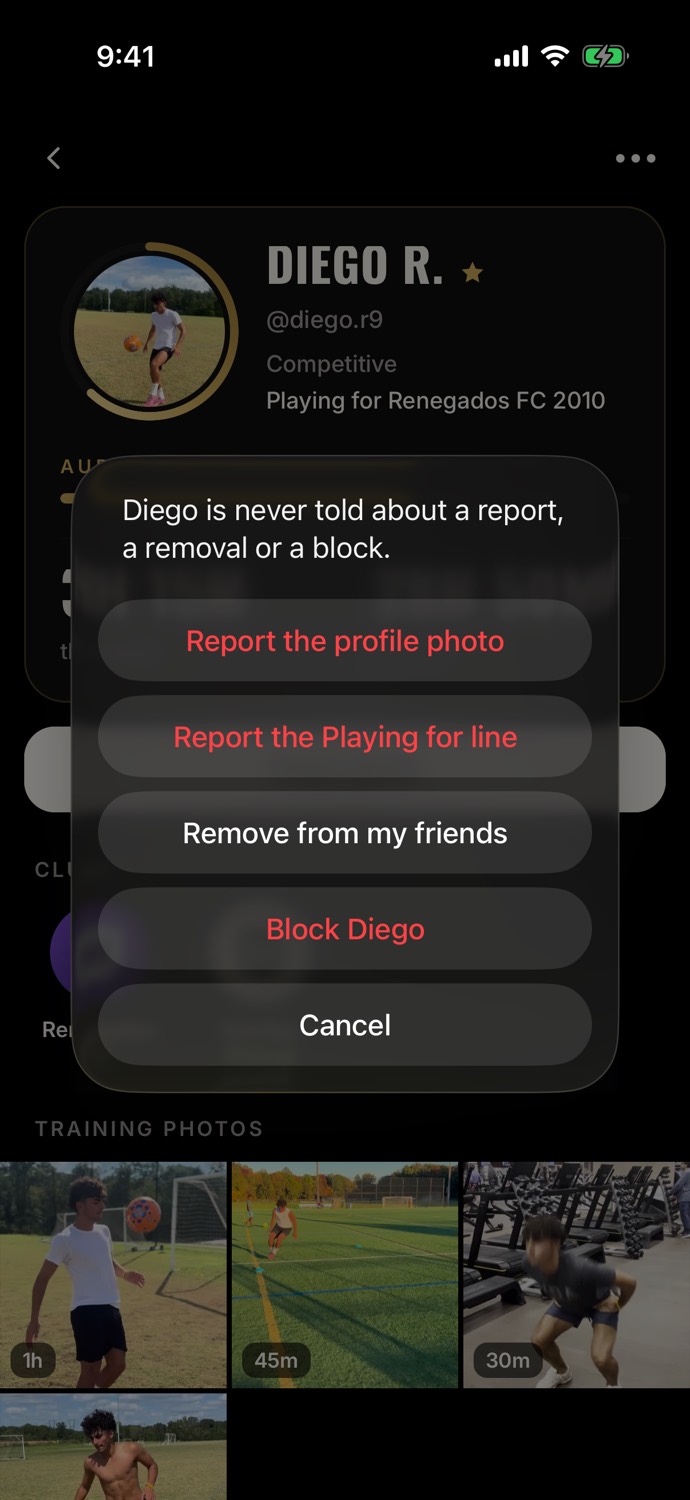 9:41
DIEGO R.
@diego.r9
Competitive
Playing for Renegados FC 2010
Diego is never told about a report,
a removal or a block.
Report the profile photo
Report the Playing for line
Remove from my friends
Block Diego
Cancel
TRAINING PHOTOS
1h
45m
30m